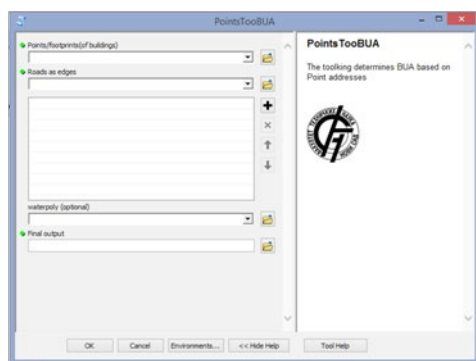 PointsTooBUA
Points/footprints(of buildings)
Roads as edges
waterpoly (optional)
Final output
OK
Cancel
Environments...
<< Hide Help
PointsTooBUA
The toolking determines BUA based on
Point addresses
Tool Help